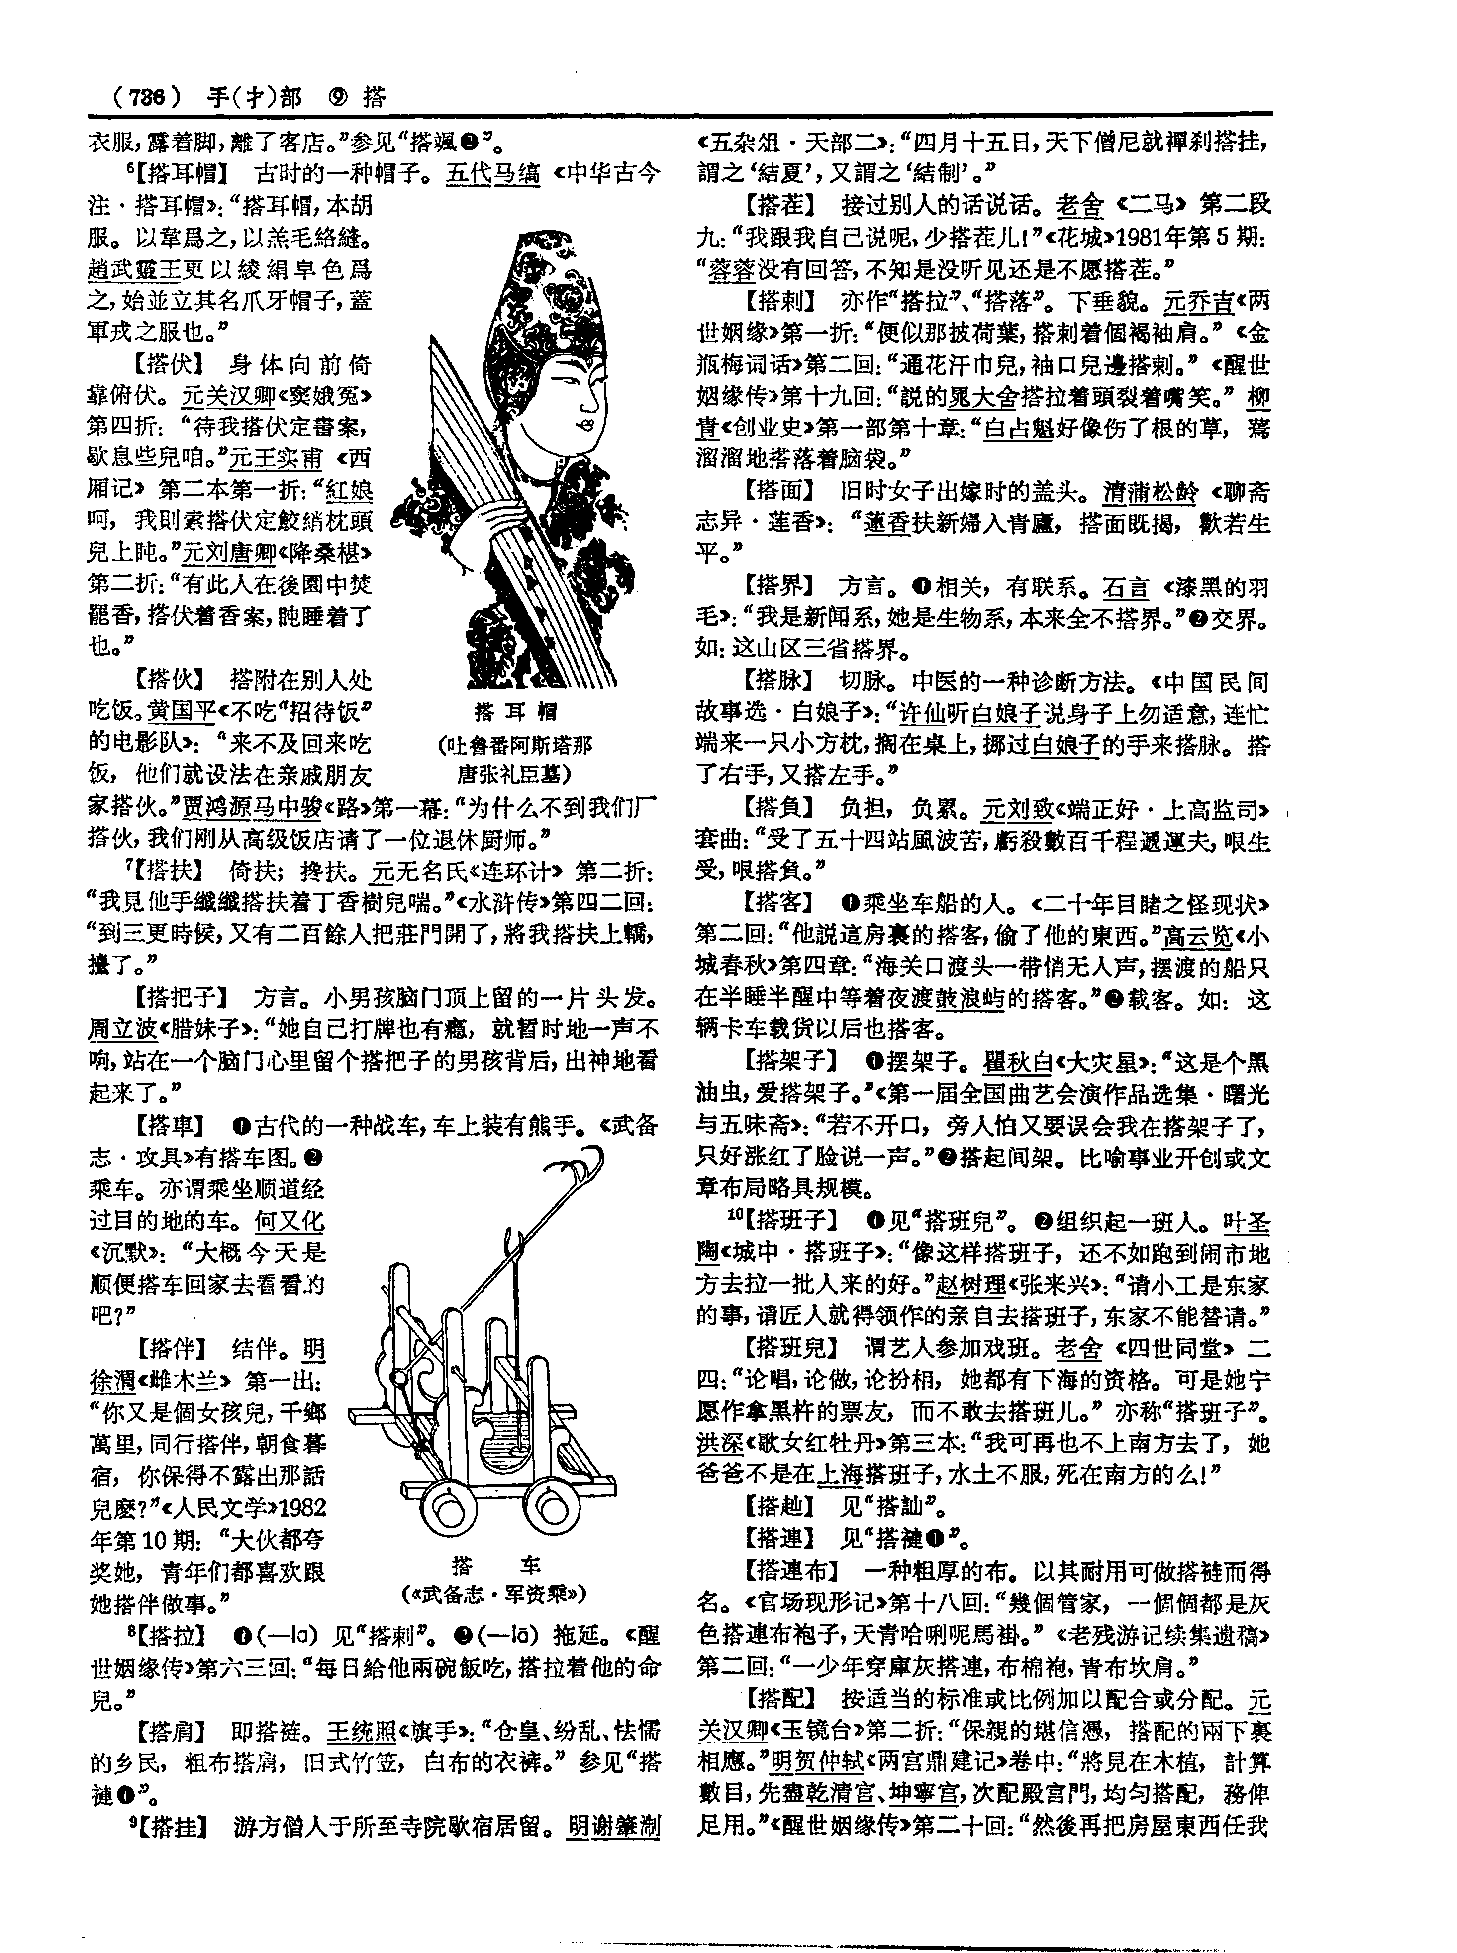 (736) 手(扌)部 ⑨ 搭
衣服，露着脚，離了客店。”参见“搭颯❷”。
⁶【搭耳帽】 古时的一种帽子。五代马缟《中华古今
注·搭耳帽》：“搭耳帽，本胡
服。以韋爲之，以羔毛絡縫。
趙武靈王更以綾絹皁色爲
之，始並立其名爪牙帽子，蓋
軍戎之服也。”
【搭伏】 身体向前倚
靠俯伏。元关汉卿《窦娥冤》
第四折：“待我搭伏定書案，
歇息些兒咱。”元王实甫《西
厢记》第二本第一折：“紅娘
呵，我則索搭伏定鮫綃枕頭
兒上盹。”元刘唐卿《降桑椹》
第二折：“有此人在後園中焚
罷香，搭伏着香案，盹睡着了
也。”
【搭伙】 搭附在别人处
吃饭。黄国平《不吃“招待饭”
的电影队》：“来不及回来吃
饭，他们就设法在亲戚朋友
家搭伙。”贾鸿源马中骏《路》第一幕：“为什么不到我们厂
搭伙，我们刚从高级饭店请了一位退休厨师。”
搭耳帽
(吐鲁番阿斯塔那
唐张礼臣墓)
⁷【搭扶】 倚扶；搀扶。元无名氏《连环计》第二折：
“我見他手纖纖搭扶着丁香樹兒喘。”《水浒传》第四二回：
“到三更時候，又有二百餘人把莊門開了，將我搭扶上轎，
擡了。”
【搭把子】 方言。小男孩脑门顶上留的一片头发。
周立波《腊妹子》：“她自己打牌也有瘾，就暂时地一声不
响，站在一个脑门心里留个搭把子的男孩背后，出神地看
起来了。”
【搭車】 ❶古代的一种战车，车上装有熊手。《武备
志·攻具》有搭车图。❷
乘车。亦谓乘坐顺道经
过目的地的车。何又化
《沉默》：“大概今天是
顺便搭车回家去看看的
吧？”
【搭伴】 结伴。明
徐渭《雌木兰》第一出：
“你又是個女孩兒，千鄉
萬里，同行搭伴，朝食暮
宿，你保得不露出那話
兒麽？”《人民文学》1982
年第10期：“大伙都夸
奖她，青年们都喜欢跟
她搭伴做事。”
搭 车
(《武备志·军资乘》)
⁸【搭拉】 ❶(—lɑ) 见“搭剌”。❷(—lā) 拖延。《醒
世姻缘传》第六三回：“每日給他兩碗飯吃，搭拉着他的命
兒。”
【搭肩】 即搭裢。王统照《旗手》：“仓皇、纷乱、怯懦
的乡民，粗布搭肩，旧式竹笠，白布的衣裤。”参见“搭
褳❶”。
⁹【搭挂】 游方僧人于所至寺院歇宿居留。明谢肇淛
《五杂俎·天部二》：“四月十五日，天下僧尼就禪刹搭挂，
謂之‘結夏’，又謂之‘結制’。”
【搭茬】 接过别人的话说话。老舍《二马》第二段
九：“我跟我自己说呢，少搭茬儿！”《花城》1981年第5期：
“蓉蓉没有回答，不知是没听见还是不愿搭茬。”
【搭剌】 亦作“搭拉”、“搭落”。下垂貌。元乔吉《两
世姻缘》第一折：“便似那披荷葉，搭剌着個褐袖肩。”《金
瓶梅词话》第二回：“通花汗巾兒，袖口兒邊搭剌。”《醒世
姻缘传》第十九回：“説的晁大舍搭拉着頭裂着嘴笑。”柳
青《创业史》第一部第十章：“白占魁好像伤了根的草，蔫
溜溜地搭落着脑袋。”
【搭面】 旧时女子出嫁时的盖头。清蒲松龄《聊斋
志异·莲香》：“蓮香扶新婦入青廬，搭面既揭，歡若生
平。”
【搭界】 方言。❶相关，有联系。石言《漆黑的羽
毛》：“我是新闻系，她是生物系，本来全不搭界。”❷交界。
如：这山区三省搭界。
【搭脉】 切脉。中医的一种诊断方法。《中国民间
故事选·白娘子》：“许仙听白娘子说身子上勿适意，连忙
端来一只小方枕，搁在桌上，挪过白娘子的手来搭脉。搭
了右手，又搭左手。”
【搭負】 负担，负累。元刘致《端正好·上高监司》
套曲：“受了五十四站風波苦，虧殺數百千程遞運夫，哏生
受，哏搭負。”
【搭客】 ❶乘坐车船的人。《二十年目睹之怪现状》
第二回：“他説這房裏的搭客，偷了他的東西。”高云览《小
城春秋》第四章：“海关口渡头一带悄无人声，摆渡的船只
在半睡半醒中等着夜渡鼓浪屿的搭客。”❷载客。如：这
辆卡车载货以后也搭客。
【搭架子】 ❶摆架子。瞿秋白《大灾星》：“这是个黑
油虫，爱搭架子。”《第一届全国曲艺会演作品选集·曙光
与五味斋》：“若不开口，旁人怕又要误会我在搭架子了，
只好涨红了脸说一声。”❷搭起间架。比喻事业开创或文
章布局略具规模。
¹⁰【搭班子】 ❶见“搭班兒”。❷组织起一班人。叶圣
陶《城中·搭班子》：“像这样搭班子，还不如跑到闹市地
方去拉一批人来的好。”赵树理《张来兴》：“请小工是东家
的事，请匠人就得领作的亲自去搭班子，东家不能替请。”
【搭班兒】 谓艺人参加戏班。老舍《四世同堂》二
四：“论唱，论做，论扮相，她都有下海的资格。可是她宁
愿作拿黑杵的票友，而不敢去搭班儿。”亦称“搭班子”。
洪深《歌女红牡丹》第三本：“我可再也不上南方去了，她
爸爸不是在上海搭班子，水土不服，死在南方的么！”
【搭赸】 见“搭訕”。
【搭連】 见“搭褳❶”。
【搭連布】 一种粗厚的布。以其耐用可做搭裢而得
名。《官场现形记》第十八回：“幾個管家，一個個都是灰
色搭連布袍子，天青哈喇呢馬褂。”《老残游记续集遗稿》
第二回：“一少年穿庫灰搭連，布棉袍，青布坎肩。”
【搭配】 按适当的标准或比例加以配合或分配。元
关汉卿《玉镜台》第二折：“保親的堪信憑，搭配的兩下裏
相應。”明贺仲轼《两宫鼎建记》卷中：“將見在木植，計算
數目，先盡乾清宫、坤寧宫，次配殿宫門，均匀搭配，務俾
足用。”《醒世姻缘传》第二十回：“然後再把房屋東西任我